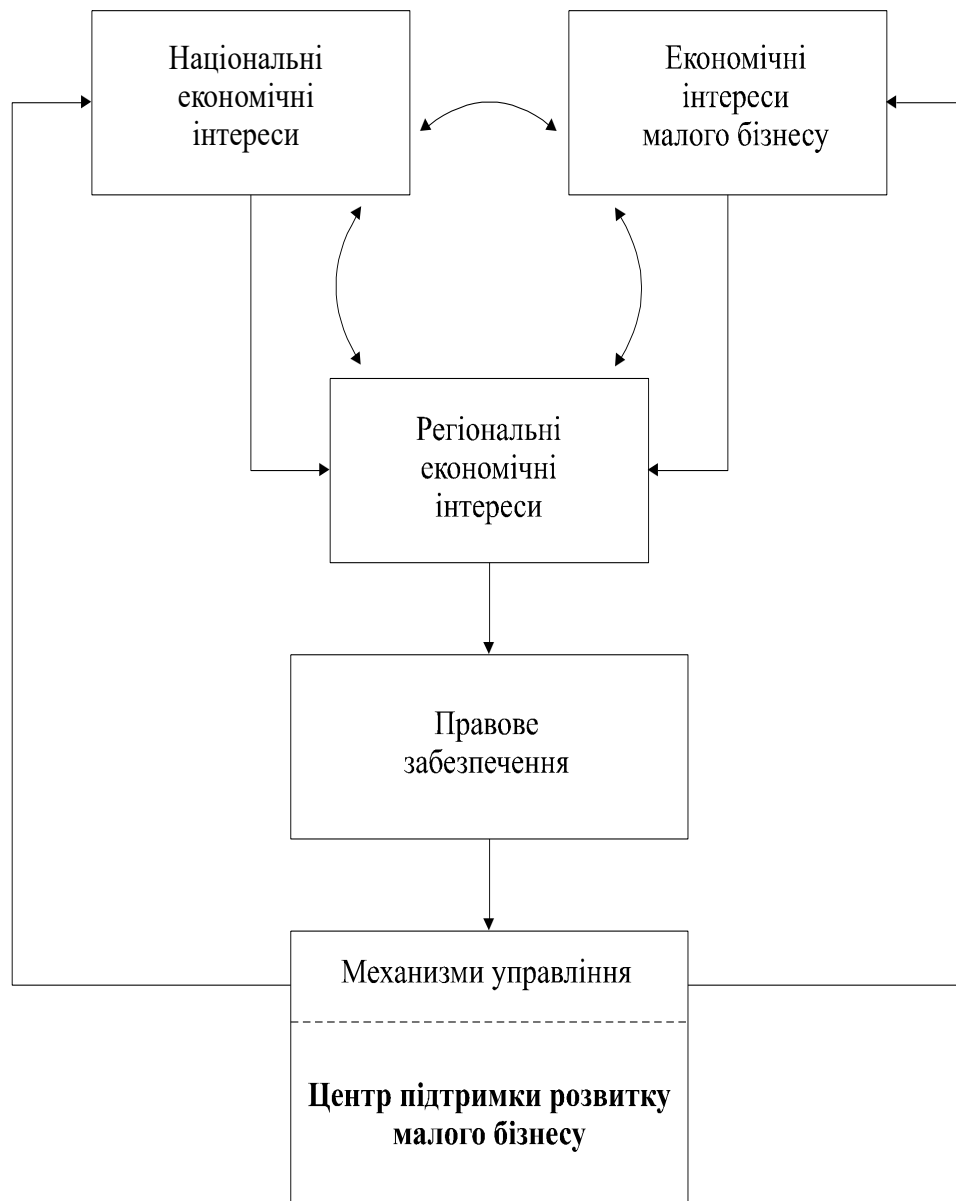 Національні
економічні
інтереси
Економічні
інтереси
малого бізнесу
Регіональні
економічні
інтереси
Правове
забезпечення
Механизми управління
Центр підтримки розвитку
малого бізнесу